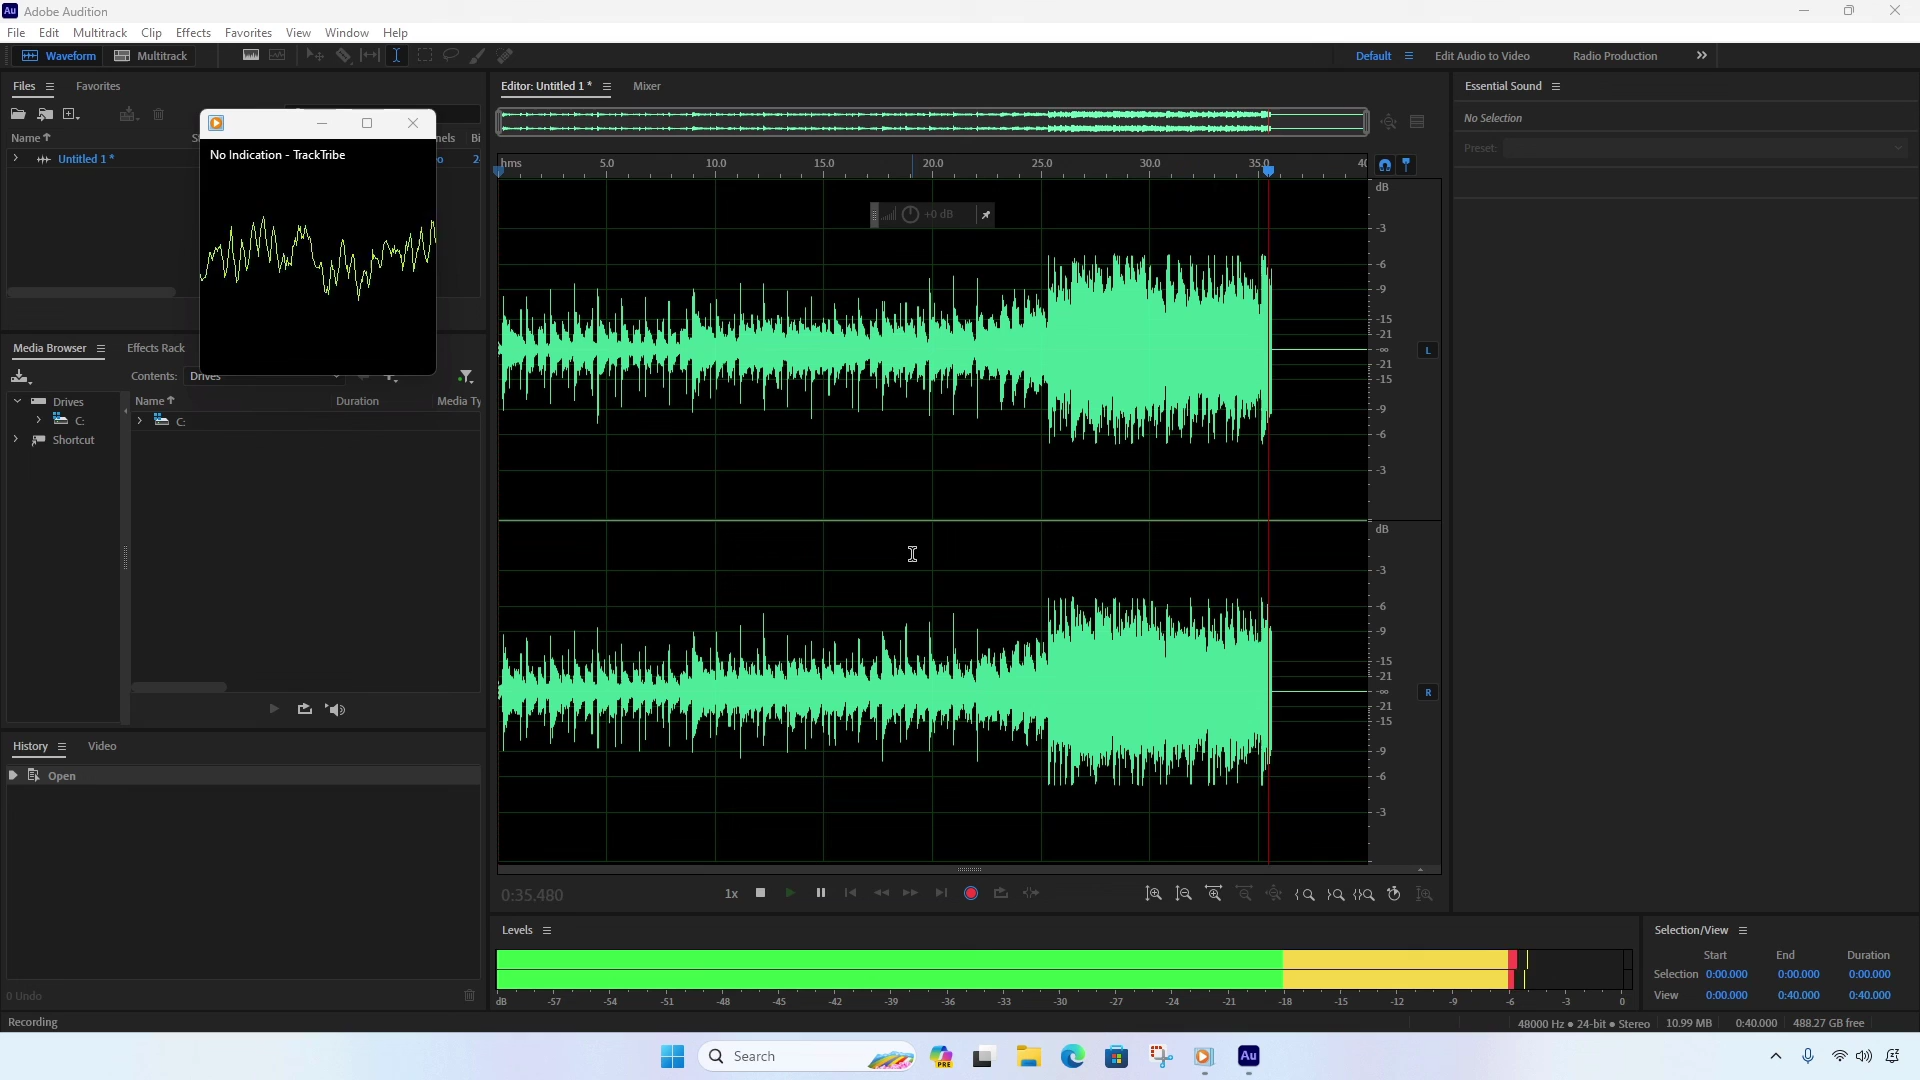 Au Adobe Audition
File Edit Multitrack Clip Effects Favorites View Window Help
Waveform Multitrack Default Edit Audio to Video Radio Production
Files Favorites
Name
Untitled 1 *
No Indication - TrackTribe
Media Browser Effects Rack
Contents: Drives
Drives
C:
Shortcut
Name Duration Media Ty
C:
History Video
Open
0 Undo
Recording
Editor: Untitled 1 * Mixer
hms 5.0 10.0 15.0 20.0 25.0 30.0 35.0
+0 dB
dB
-3
-6
-9
-15
-21
-∞
-21
-15
-9
-6
-3
L
dB
-3
-6
-9
-15
-21
-∞
-21
-15
-9
-6
-3
R
0:35.480 1x
Levels
dB -57 -54 -51 -48 -45 -42 -39 -36 -33 -30 -27 -24 -21 -18 -15 -12 -9 -6 -3 0
Essential Sound
No Selection
Preset:
Selection/View
Start End Duration
Selection 0:00.000 0:00.000 0:00.000
View 0:00.000 0:40.000 0:40.000
48000 Hz • 24-bit • Stereo 10.99 MB 0:40.000 488.27 GB free
Search
PRE
Au